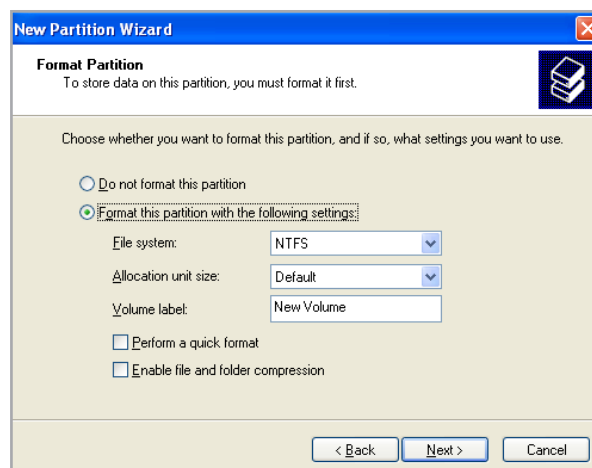 New Partition Wizard
Format Partition
To store data on this partition, you must format it first.
Choose whether you want to format this partition, and if so, what settings you want to use.
Do not format this partition
Format this partition with the following settings:
File system: NTFS
Allocation unit size: Default
Volume label: New Volume
Perform a quick format
Enable file and folder compression
< Back Next > Cancel